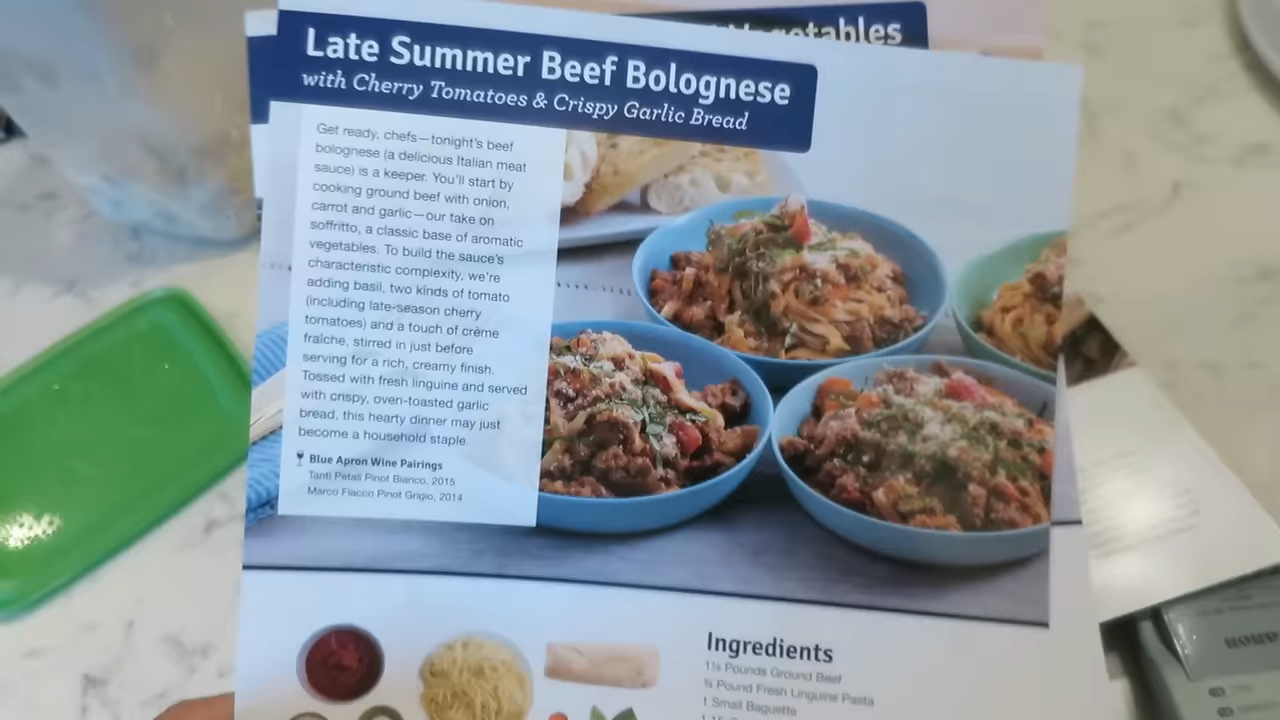 Vegetables
Late Summer Beef Bolognese
with Cherry Tomatoes & Crispy Garlic Bread
Get ready, chefs—tonight's beef
bolognese (a delicious Italian meat
sauce) is a keeper. You'll start by
cooking ground beef with onion,
carrot and garlic—our take on
soffritto, a classic base of aromatic
vegetables. To build the sauce's
characteristic complexity, we're
adding basil, two kinds of tomato
(including late-season cherry
tomatoes) and a touch of crème
fraîche, stirred in just before
serving for a rich, creamy finish.
Tossed with fresh linguine and served
with crispy, oven-toasted garlic
bread, this hearty dinner may just
become a household staple.
Blue Apron Wine Pairings
Tanti Petali Pinot Bianco, 2015
Marco Flacco Pinot Grigio, 2014
Ingredients
Pounds Ground Beef
¾ Pound Fresh Linguine Pasta
1 Small Baguette